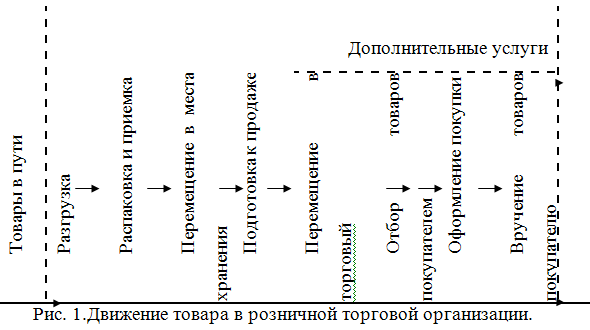 Дополнительные услуги
Товары в пути
Разгрузка
Распаковка и приемка
Перемещение в места
хранения
Подготовка к продаже
Перемещение в
торговый
Отбор товаров
покупателем
Оформление покупки
Вручение товаров
покупателю
Рис. 1.Движение товара в розничной торговой организации.